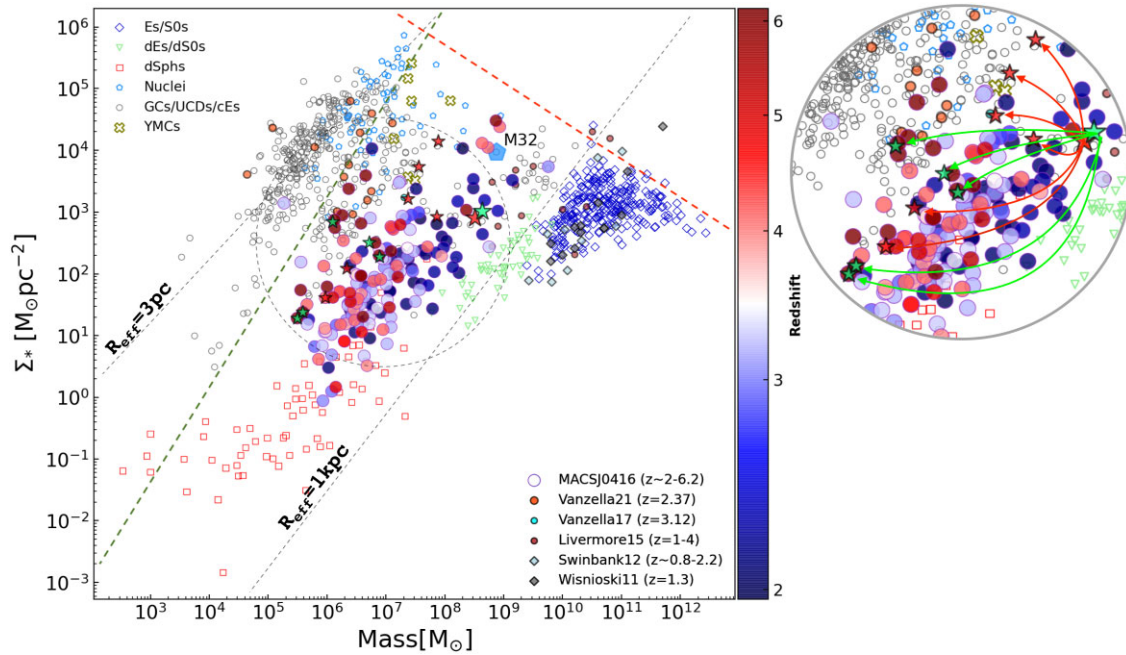 Es/S0s
dEs/dS0s
dSphs
Nuclei
GCs/UCDs/cEs
YMCs
M32
R_eff=3pc
R_eff=1kpc
MACSJ0416 (z~2-6.2)
Vanzella21 (z=2.37)
Vanzella17 (z=3.12)
Livermore15 (z=1-4)
Swinbank12 (z~0.8-2.2)
Wisnioski11 (z=1.3)
Σ* [M⊙pc⁻²]
10⁶
10⁵
10⁴
10³
10²
10¹
10⁰
10⁻¹
10⁻²
10⁻³
10³
10⁴
10⁵
10⁶
10⁷
10⁸
10⁹
10¹⁰
10¹¹
10¹²
Mass[M⊙]
6
5
4
3
2
Redshift